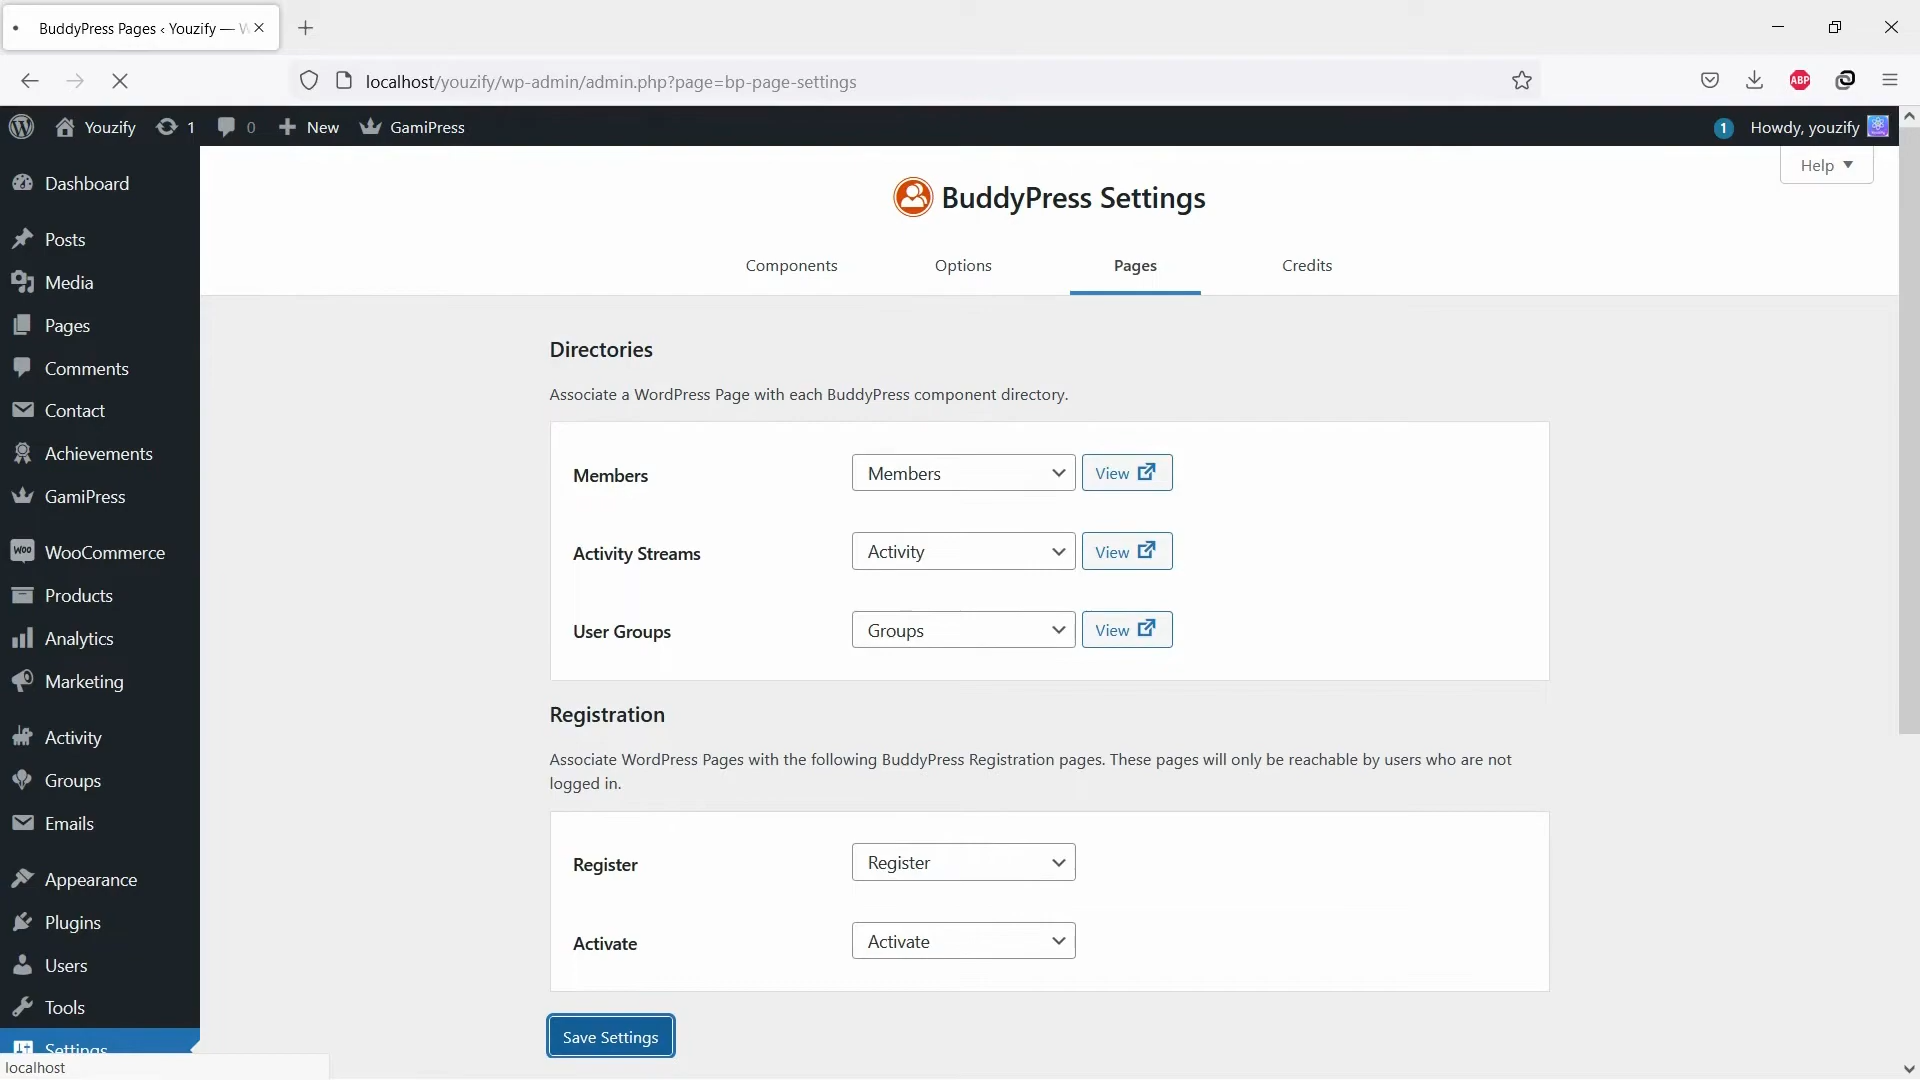 BuddyPress Pages ‹ Youzify — W
localhost/youzify/wp-admin/admin.php?page=bp-page-settings
ABP
Youzify
1
0
New
GamiPress
1
Howdy, youzify
Help
Dashboard
Posts
Media
Pages
Comments
Contact
Achievements
GamiPress
WOO
WooCommerce
Products
Analytics
Marketing
Activity
Groups
Emails
Appearance
Plugins
Users
Tools
Settings
localhost
BuddyPress Settings
Components
Options
Pages
Credits
Directories
Associate a WordPress Page with each BuddyPress component directory.
Members
Members
View
Activity Streams
Activity
View
User Groups
Groups
View
Registration
Associate WordPress Pages with the following BuddyPress Registration pages. These pages will only be reachable by users who are not
logged in.
Register
Register
Activate
Activate
Save Settings